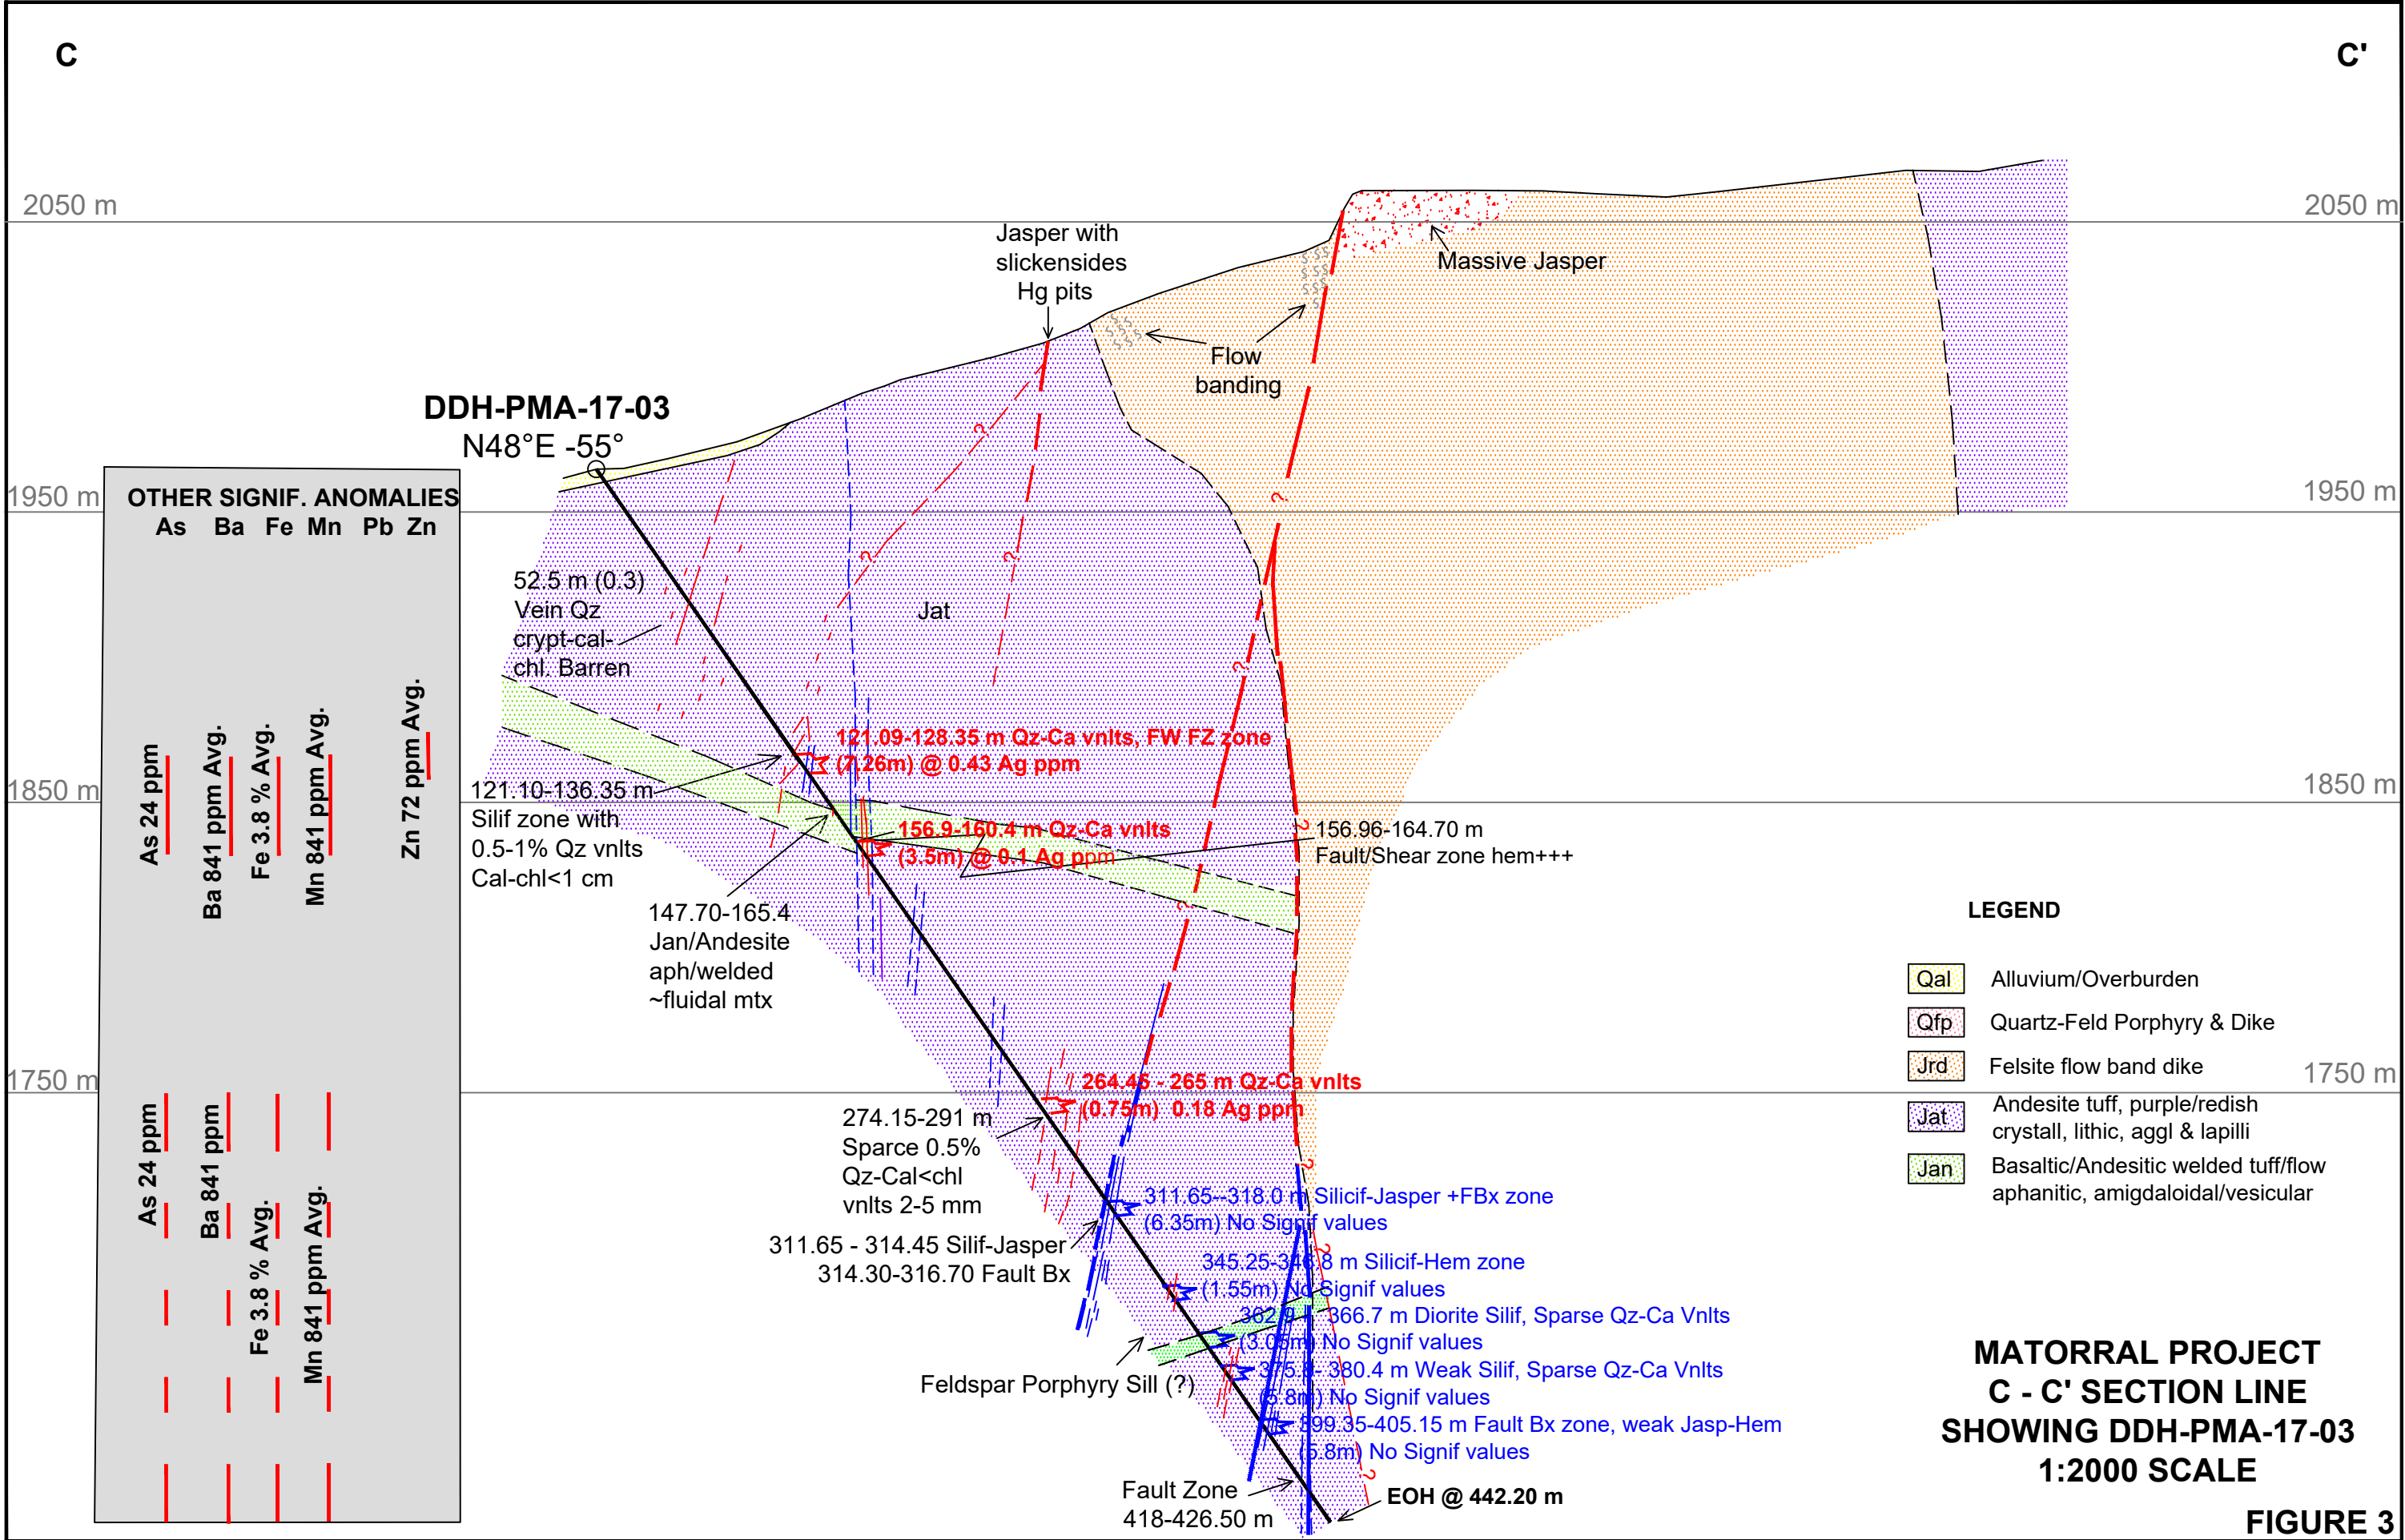 C
C'
2050 m
2050 m
Jasper with
slickensides
Hg pits
Massive Jasper
Flow
banding
DDH-PMA-17-03
N48°E -55°
1950 m
1950 m
OTHER SIGNIF. ANOMALIES
As Ba Fe Mn Pb Zn
52.5 m (0.3)
Vein Qz
crypt-cal-
chl. Barren
Jat
?
?
?
?
?
?
?
?
?
?
As 24 ppm
Ba 841 ppm Avg.
Fe 3.8 % Avg.
Mn 841 ppm Avg.
Zn 72 ppm Avg.
121.09-128.35 m Qz-Ca vnlts, FW FZ zone
(7.26m) @ 0.43 Ag ppm
1850 m
1850 m
121.10-136.35 m
Silif zone with
0.5-1% Qz vnlts
Cal-chl<1 cm
156.9-160.4 m Qz-Ca vnlts
(3.5m) @ 0.1 Ag ppm
156.96-164.70 m
Fault/Shear zone hem+++
147.70-165.4
Jan/Andesite
aph/welded
~fluidal mtx
LEGEND
Qal Alluvium/Overburden
Qfp Quartz-Feld Porphyry & Dike
Jrd Felsite flow band dike
Jat Andesite tuff, purple/redish
crystall, lithic, aggl & lapilli
Jan Basaltic/Andesitic welded tuff/flow
aphanitic, amigdaloidal/vesicular
1750 m
1750 m
264.45 - 265 m Qz-Ca vnlts
(0.75m) 0.18 Ag ppm
274.15-291 m
Sparce 0.5%
Qz-Cal<chl
vnlts 2-5 mm
As 24 ppm
Ba 841 ppm
Fe 3.8 % Avg.
Mn 841 ppm Avg.
311.65--318.0 m Silicif-Jasper +FBx zone
(6.35m) No Signif values
311.65 - 314.45 Silif-Jasper
314.30-316.70 Fault Bx
345.25-346.8 m Silicif-Hem zone
(1.55m) No Signif values
366.7 m Diorite Silif, Sparse Qz-Ca Vnlts
(3.05m) No Signif values
380.4 m Weak Silif, Sparse Qz-Ca Vnlts
(5.8m) No Signif values
399.35-405.15 m Fault Bx zone, weak Jasp-Hem
(5.8m) No Signif values
Feldspar Porphyry Sill (?)
Fault Zone
418-426.50 m
EOH @ 442.20 m
MATORRAL PROJECT
C - C' SECTION LINE
SHOWING DDH-PMA-17-03
1:2000 SCALE
FIGURE 3